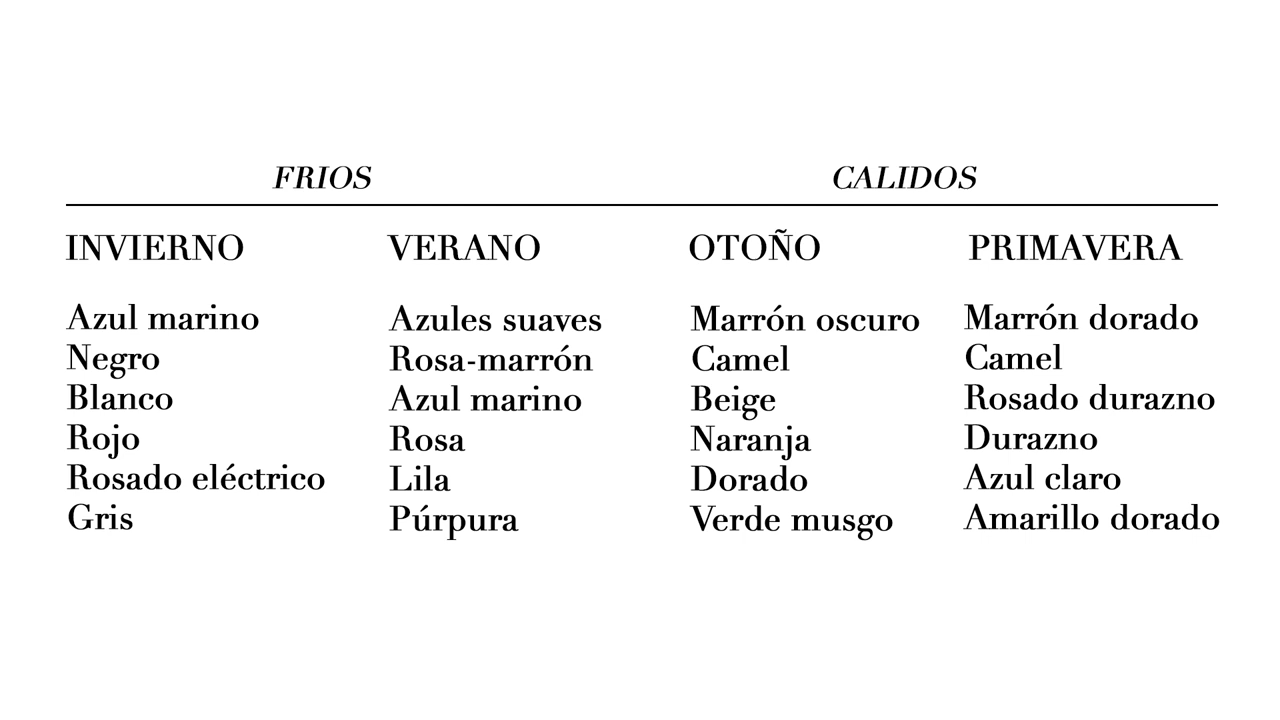 FRIOS CALIDOS
INVIERNO VERANO OTOÑO PRIMAVERA
Azul marino Azules suaves Marrón oscuro Marrón dorado
Negro Rosa-marrón Camel Camel
Blanco Azul marino Beige Rosado durazno
Rojo Rosa Naranja Durazno
Rosado eléctrico Lila Dorado Azul claro
Gris Púrpura Verde musgo Amarillo dorado